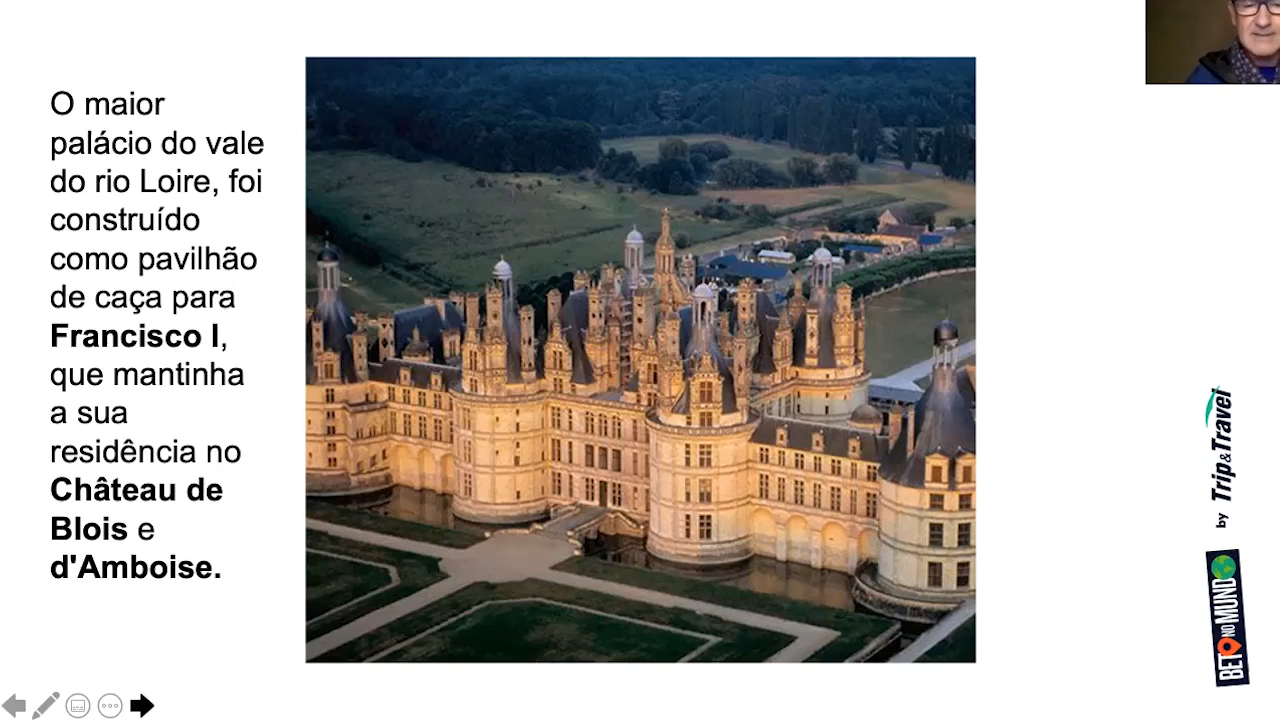 O maior
palácio do vale
do rio Loire, foi
construído
como pavilhão
de caça para
Francisco I,
que mantinha
a sua
residência no
Château de
Blois e
d'Amboise.
by Trip&Travel
BETO NO MUNDO